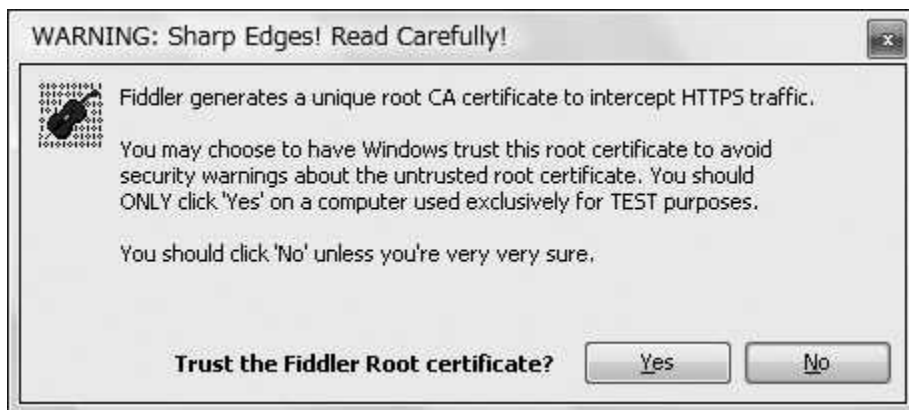 WARNING: Sharp Edges! Read Carefully!
Fiddler generates a unique root CA certificate to intercept HTTPS traffic.
You may choose to have Windows trust this root certificate to avoid
security warnings about the untrusted root certificate. You should
ONLY click 'Yes' on a computer used exclusively for TEST purposes.
You should click 'No' unless you're very very sure.
Trust the Fiddler Root certificate? Yes No